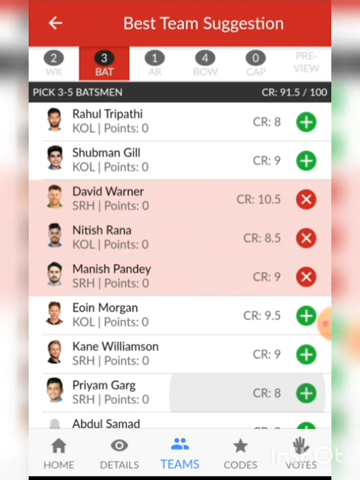 Best Team Suggestion
2 3 1 4 0 PRE-
WK BAT AR BOW CAP VIEW
PICK 3-5 BATSMEN CR: 91.5 / 100
Rahul Tripathi
KOL | Points: 0 CR: 8
Shubman Gill
KOL | Points: 0 CR: 9
David Warner
SRH | Points: 0 CR: 10.5
Nitish Rana
KOL | Points: 0 CR: 8.5
Manish Pandey
SRH | Points: 0 CR: 9
Eoin Morgan
KOL | Points: 0 CR: 9.5
Kane Williamson
SRH | Points: 0 CR: 9
Priyam Garg
SRH | Points: 0 CR: 8
Abdul Samad
HOME DETAILS TEAMS CODES VOTES
InShOt